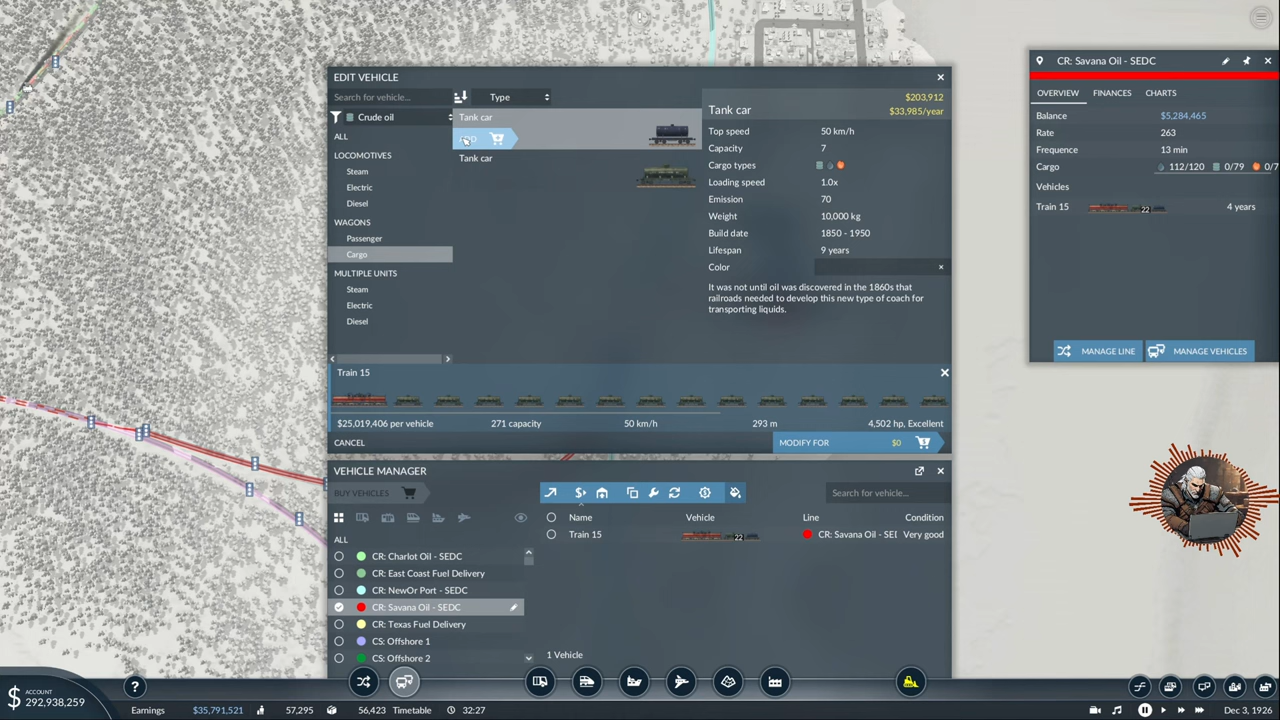 EDIT VEHICLE
Search for vehicle...
Type
Crude oil
ALL
LOCOMOTIVES
Steam
Electric
Diesel
WAGONS
Passenger
Cargo
MULTIPLE UNITS
Steam
Electric
Diesel
Tank car
Tank car
$203,912
Tank car
$33,985/year
Top speed 50 km/h
Capacity 7
Cargo types
Loading speed 1.0x
Emission 70
Weight 10,000 kg
Build date 1850 - 1950
Lifespan 9 years
Color
It was not until oil was discovered in the 1860s that
railroads needed to develop this new type of coach for
transporting liquids.
Train 15
$25,019,406 per vehicle 271 capacity 50 km/h 293 m 4,502 hp, Excellent
CANCEL MODIFY FOR $0
VEHICLE MANAGER
BUY VEHICLES
Search for vehicle...
ALL
CR: Charlot Oil - SEDC
CR: East Coast Fuel Delivery
CR: NewOr Port - SEDC
CR: Savana Oil - SEDC
CR: Texas Fuel Delivery
CS: Offshore 1
CS: Offshore 2
Name Vehicle Line Condition
Train 15 22 CR: Savana Oil - SEI Very good
1 Vehicle
CR: Savana Oil - SEDC
OVERVIEW FINANCES CHARTS
Balance $5,284,465
Rate 263
Frequence 13 min
Cargo 112/120 0/79 0/7
Vehicles
Train 15 22 4 years
MANAGE LINE MANAGE VEHICLES
$ ACCOUNT
292,938,259
?
Earnings $35,791,521 57,295 56,423 Timetable 32:27
Dec 3, 1926